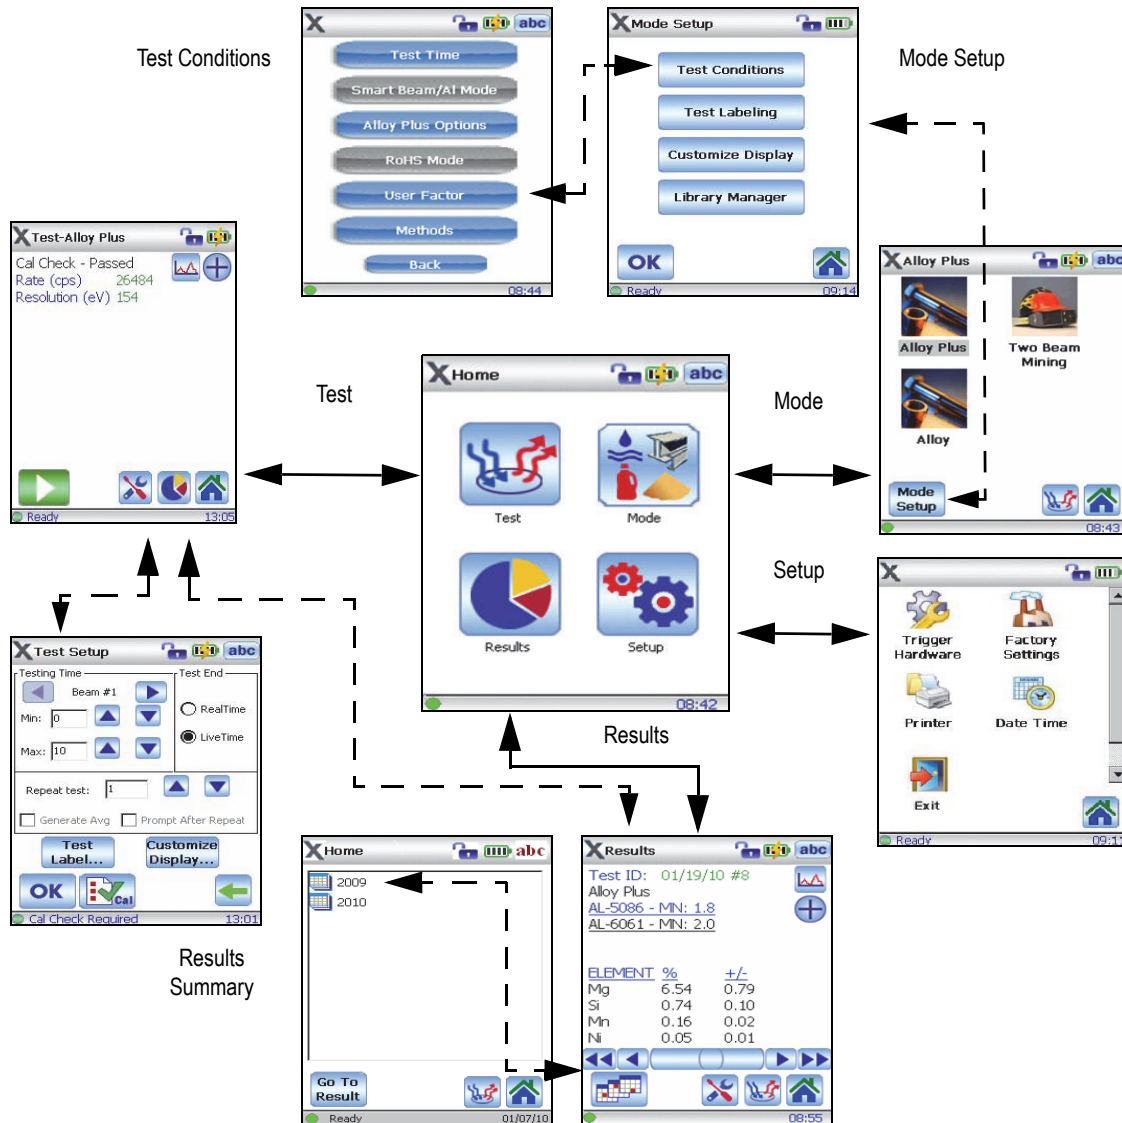 Test Conditions
abc
Test Time
Smart Beam/Al Mode
Alloy Plus Options
RoHS Mode
User Factor
Methods
Back
08:44
Mode Setup
Test Conditions
Test Labeling
Customize Display
Library Manager
OK
Ready
09:14
Mode Setup
Test-Alloy Plus
Cal Check - Passed
Rate (cps) 26484
Resolution (eV) 154
Ready
13:05
Test
Home
abc
Test
Mode
Results
Setup
08:42
Mode
Alloy Plus
abc
Alloy Plus
Two Beam
Mining
Alloy
Mode
Setup
08:43
Setup
Trigger
Hardware
Factory
Settings
Printer
Date Time
Exit
Ready
09:11
Results
Test Setup
abc
Testing Time
Test End
Beam #1
Min: 0
Max: 10
RealTime
LiveTime
Repeat test: 1
Generate Avg
Prompt After Repeat
Test
Label...
Customize
Display...
OK
Cal
Cal Check Required
13:01
Results
Summary
Home
abc
2009
2010
Go To
Result
Ready
01/07/10
Results
abc
Test ID: 01/19/10 #8
Alloy Plus
AL-5086 - MN: 1.8
AL-6061 - MN: 2.0
ELEMENT % +/-
Mg 6.54 0.79
Si 0.74 0.10
Mn 0.16 0.02
Ni 0.05 0.01
08:55